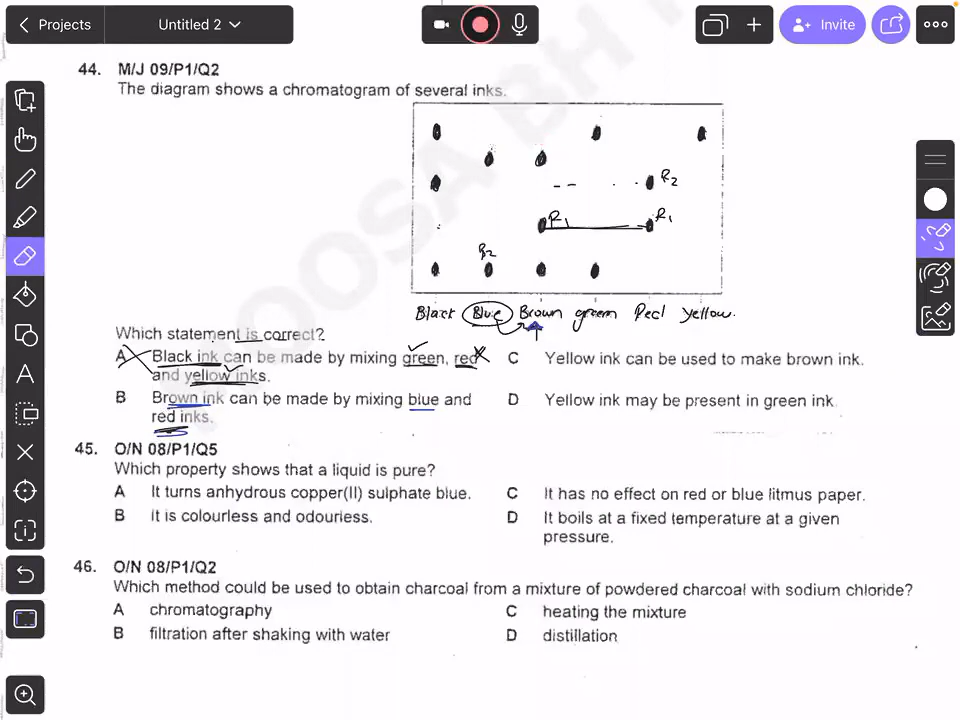 Projects
Untitled 2
Invite
44. M/J 09/P1/Q2
The diagram shows a chromatogram of several inks.
R2
R1
R1
R2
Black Blue Brown green Red yellow.
Which statement is correct?
A Black ink can be made by mixing green, red
and yellow inks.
B Brown ink can be made by mixing blue and
red inks.
C Yellow ink can be used to make brown ink.
D Yellow ink may be present in green ink.
45. O/N 08/P1/Q5
Which property shows that a liquid is pure?
A It turns anhydrous copper(II) sulphate blue.
B It is colourless and odourless.
C It has no effect on red or blue litmus paper.
D It boils at a fixed temperature at a given
pressure.
46. O/N 08/P1/Q2
Which method could be used to obtain charcoal from a mixture of powdered charcoal with sodium chloride?
A chromatography
B filtration after shaking with water
C heating the mixture
D distillation